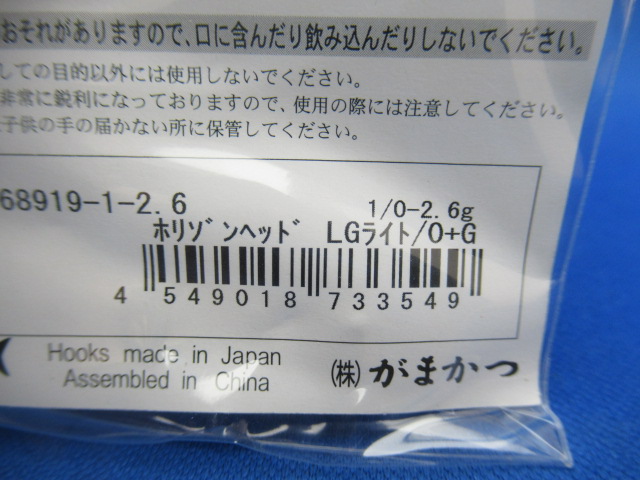 おそれがありますので、口に含んだり飲み込んだりしないでください。
しての目的以外には使用しないでください。
非常に鋭利になっておりますので、使用の際には注意してください。
子供の手の届かない所に保管してください。
68919-1-2.6 1/0-2.6g
ﾎﾘｿﾞﾝﾍｯﾄﾞ LGﾗｲﾄ/O+G
4 549018 733549
Hooks made in Japan
Assembled in China
(株) がまかつ